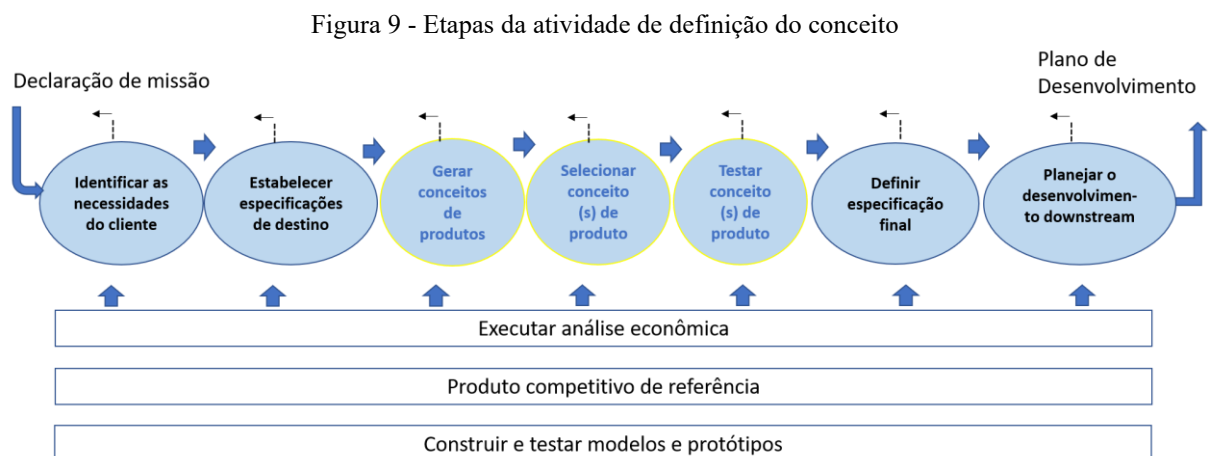 Figura 9 - Etapas da atividade de definição do conceito
Declaração de missão
Plano de
Desenvolvimento
Identificar as
necessidades
do cliente
Estabelecer
especificações
de destino
Gerar
conceitos
de
produtos
Selecionar
conceito
(s) de
produto
Testar
conceito
(s) de
produto
Definir
especificação
final
Planejar o
desenvolvimen-
to downstream
Executar análise econômica
Produto competitivo de referência
Construir e testar modelos e protótipos